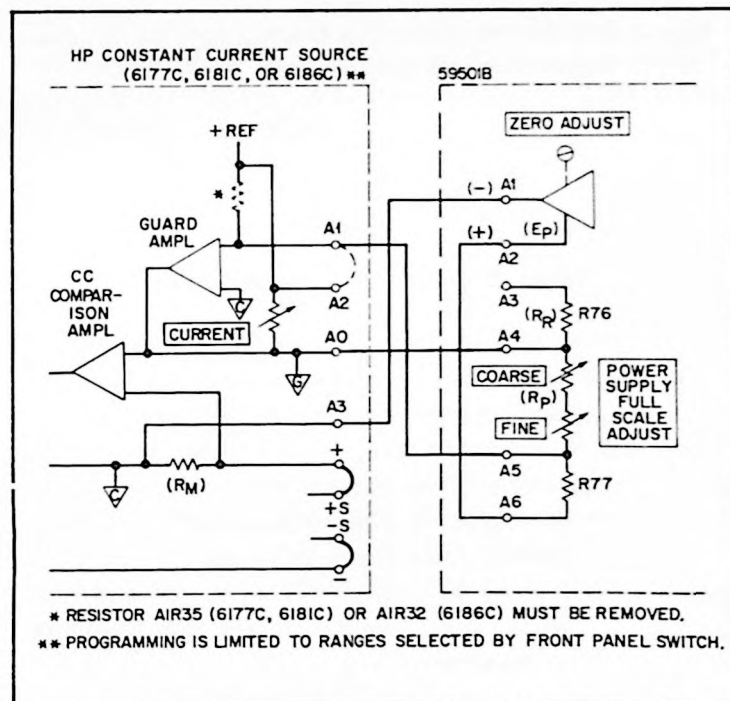 HP CONSTANT CURRENT SOURCE
(6177C, 6181C, OR 6186C) **
59501B
ZERO ADJUST
+ REF
*
(-) A1
GUARD
AMPL
A1
(+)
(Ep)
A2
CC
COMPAR-
ISON
AMPL
C
A2
A3
(RR)
R76
CURRENT
A0
A4
G
COARSE
(Rp)
POWER
SUPPLY
FULL
SCALE
ADJUST
A3
FINE
+
A5
C
(RM)
R77
+S
A6
-S
-
* RESISTOR A1R35 (6177C, 6181C) OR A1R32 (6186C) MUST BE REMOVED.
** PROGRAMMING IS LIMITED TO RANGES SELECTED BY FRONT PANEL SWITCH.